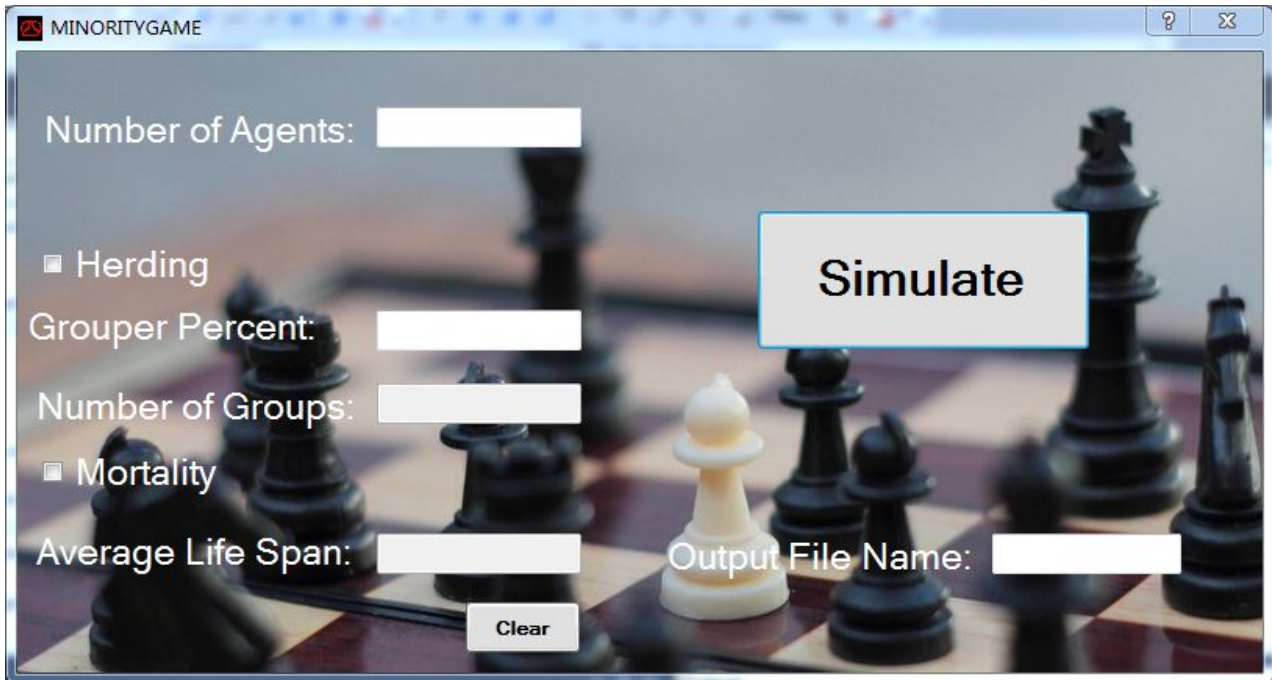 MINORITYGAME
Number of Agents:
Herding
Simulate
Grouper Percent:
Number of Groups:
Mortality
Average Life Span:
Output File Name:
Clear